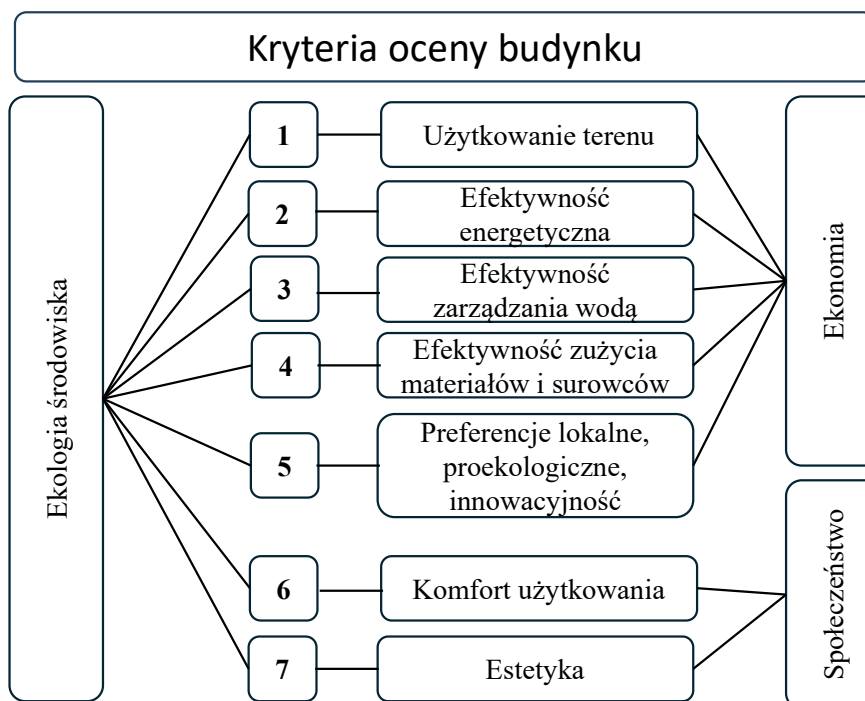 Kryteria oceny budynku
Ekologia środowiska
1
Użytkowanie terenu
2
Efektywność
energetyczna
3
Efektywność
zarządzania wodą
4
Efektywność zużycia
materiałów i surowców
5
Preferencje lokalne,
proekologiczne,
innowacyjność
6
Komfort użytkowania
7
Estetyka
Ekonomia
Społeczeństwo